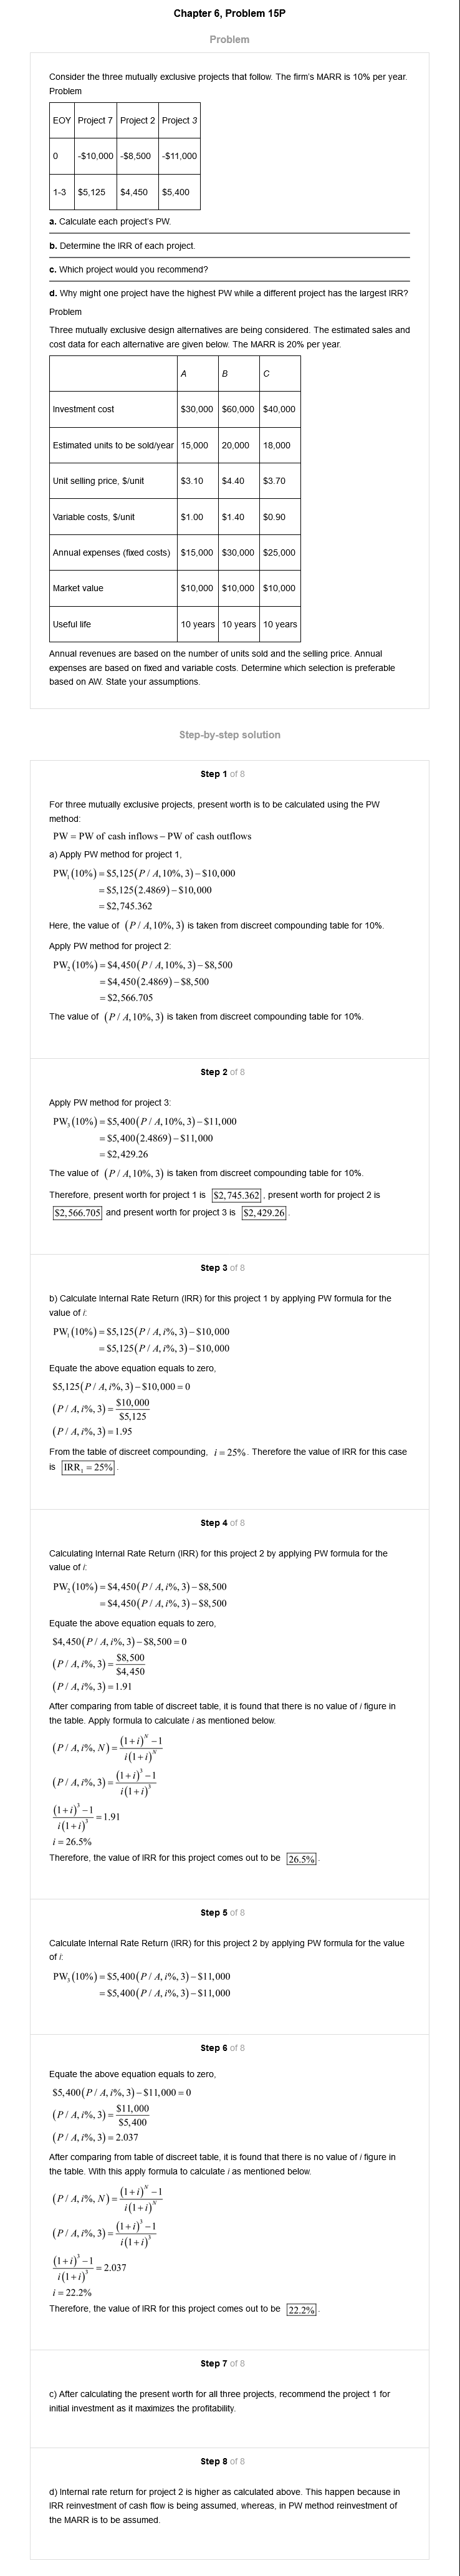 Chapter 6, Problem 15P
Problem
Consider the three mutually exclusive projects that follow. The firm's MARR is 10% per year.
Problem
EOY Project 7 Project 2 Project 3
0 -$10,000 -$8,500 -$11,000
1-3 $5,125 $4,450 $5,400
a. Calculate each project's PW.
b. Determine the IRR of each project.
c. Which project would you recommend?
d. Why might one project have the highest PW while a different project has the largest IRR?
Problem
Three mutually exclusive design alternatives are being considered. The estimated sales and
cost data for each alternative are given below. The MARR is 20% per year.
A B C
Investment cost $30,000 $60,000 $40,000
Estimated units to be sold/year 15,000 20,000 18,000
Unit selling price, $/unit $3.10 $4.40 $3.70
Variable costs, $/unit $1.00 $1.40 $0.90
Annual expenses (fixed costs) $15,000 $30,000 $25,000
Market value $10,000 $10,000 $10,000
Useful life 10 years 10 years 10 years
Annual revenues are based on the number of units sold and the selling price. Annual
expenses are based on fixed and variable costs. Determine which selection is preferable
based on AW. State your assumptions.
Step-by-step solution
Step 1 of 8
For three mutually exclusive projects, present worth is to be calculated using the PW
method:
PW = PW of cash inflows – PW of cash outflows
a) Apply PW method for project 1,
PW₁(10%) = $5,125(P / A,10%,3) – $10,000
= $5,125(2.4869) – $10,000
= $2,745.362
Here, the value of (P / A,10%,3) is taken from discreet compounding table for 10%.
Apply PW method for project 2:
PW₂(10%) = $4,450(P / A,10%,3) – $8,500
= $4,450(2.4869) – $8,500
= $2,566.705
The value of (P / A,10%,3) is taken from discreet compounding table for 10%.
Step 2 of 8
Apply PW method for project 3:
PW₃(10%) = $5,400(P / A,10%,3) – $11,000
= $5,400(2.4869) – $11,000
= $2,429.26
The value of (P / A,10%,3) is taken from discreet compounding table for 10%.
Therefore, present worth for project 1 is $2,745.362, present worth for project 2 is
$2,566.705 and present worth for project 3 is $2,429.26.
Step 3 of 8
b) Calculate Internal Rate Return (IRR) for this project 1 by applying PW formula for the
value of i:
PW₁(10%) = $5,125(P / A,i%,3) – $10,000
= $5,125(P / A,i%,3) – $10,000
Equate the above equation equals to zero,
$5,125(P / A,i%,3) – $10,000 = 0
(P / A,i%,3) = $10,000 / $5,125
(P / A,i%,3) = 1.95
From the table of discreet compounding, i = 25%. Therefore the value of IRR for this case
is IRR₁ = 25%.
Step 4 of 8
Calculating Internal Rate Return (IRR) for this project 2 by applying PW formula for the
value of i:
PW₂(10%) = $4,450(P / A,i%,3) – $8,500
= $4,450(P / A,i%,3) – $8,500
Equate the above equation equals to zero,
$4,450(P / A,i%,3) – $8,500 = 0
(P / A,i%,3) = $8,500 / $4,450
(P / A,i%,3) = 1.91
After comparing from table of discreet table, it is found that there is no value of i figure in
the table. Apply formula to calculate i as mentioned below.
(P / A,i%,N) = ((1+i)^N – 1) / (i(1+i)^N)
(P / A,i%,3) = ((1+i)³ – 1) / (i(1+i)³)
((1+i)³ – 1) / (i(1+i)³) = 1.91
i = 26.5%
Therefore, the value of IRR for this project comes out to be 26.5%.
Step 5 of 8
Calculate Internal Rate Return (IRR) for this project 2 by applying PW formula for the value
of i:
PW₃(10%) = $5,400(P / A,i%,3) – $11,000
= $5,400(P / A,i%,3) – $11,000
Step 6 of 8
Equate the above equation equals to zero,
$5,400(P / A,i%,3) – $11,000 = 0
(P / A,i%,3) = $11,000 / $5,400
(P / A,i%,3) = 2.037
After comparing from table of discreet table, it is found that there is no value of i figure in
the table. With this apply formula to calculate i as mentioned below.
(P / A,i%,N) = ((1+i)^N – 1) / (i(1+i)^N)
(P / A,i%,3) = ((1+i)³ – 1) / (i(1+i)³)
((1+i)³ – 1) / (i(1+i)³) = 2.037
i = 22.2%
Therefore, the value of IRR for this project comes out to be 22.2%.
Step 7 of 8
c) After calculating the present worth for all three projects, recommend the project 1 for
initial investment as it maximizes the profitability.
Step 8 of 8
d) Internal rate return for project 2 is higher as calculated above. This happen because in
IRR reinvestment of cash flow is being assumed, whereas, in PW method reinvestment of
the MARR is to be assumed.